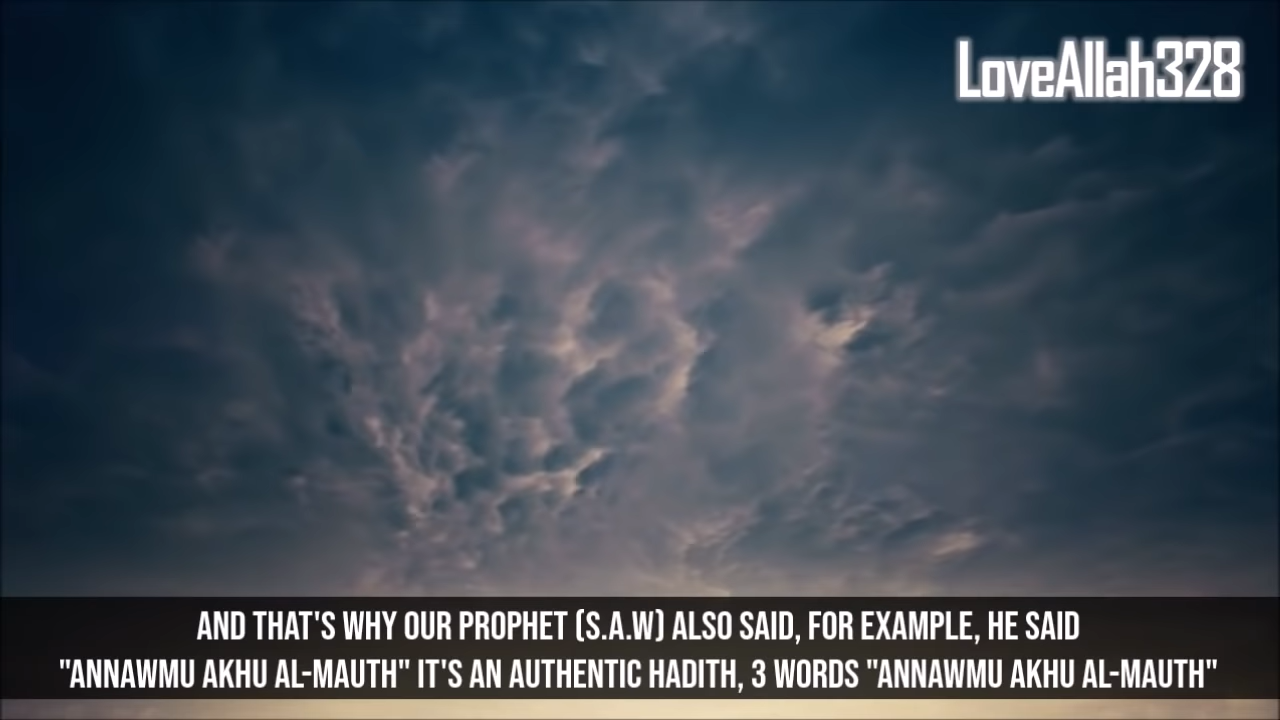 LoveAllah328
AND THAT'S WHY OUR PROPHET (S.A.W) ALSO SAID, FOR EXAMPLE, HE SAID
"ANNAWMU AKHU AL-MAUTH" IT'S AN AUTHENTIC HADITH, 3 WORDS "ANNAWMU AKHU AL-MAUTH"